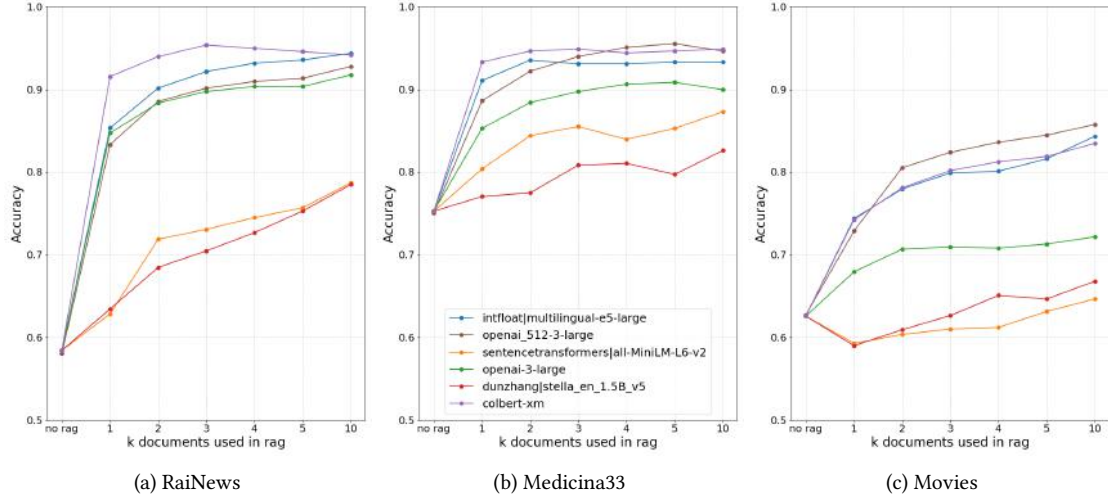 1.0
0.9
0.8
0.7
0.6
0.5
Accuracy
no rag 1 2 3 4 5 10
k documents used in rag
(a) RaiNews
1.0
0.9
0.8
0.7
0.6
0.5
Accuracy
intfloat|multilingual-e5-large
openai_512-3-large
sentencetransformers|all-MiniLM-L6-v2
openai-3-large
dunzhang|stella_en_1.5B_v5
colbert-xm
no rag 1 2 3 4 5 10
k documents used in rag
(b) Medicina33
1.0
0.9
0.8
0.7
0.6
0.5
Accuracy
no rag 1 2 3 4 5 10
k documents used in rag
(c) Movies